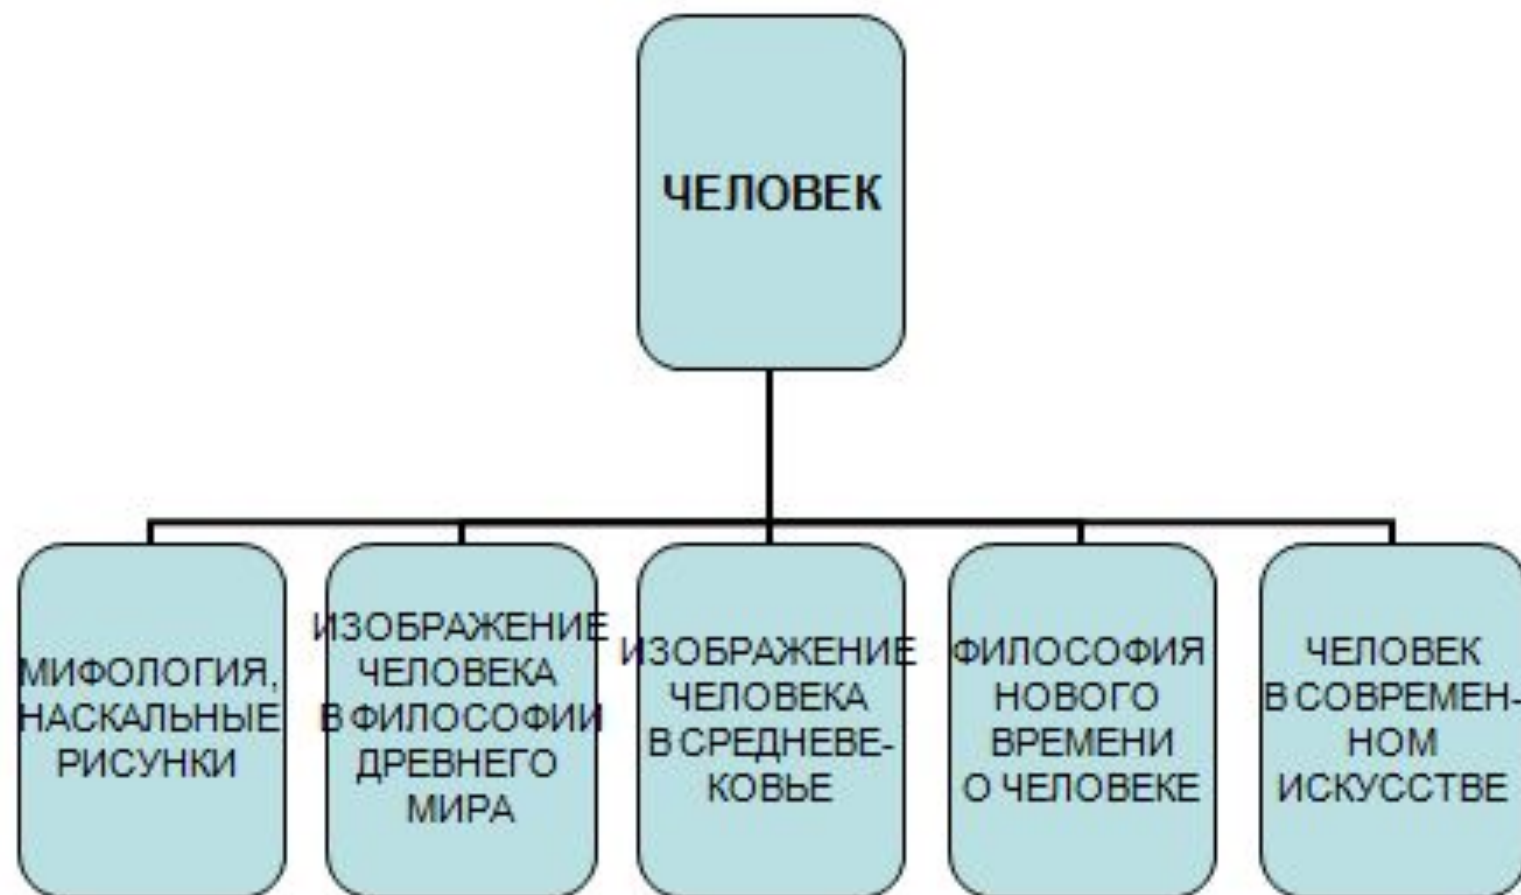 ЧЕЛОВЕК
МИФОЛОГИЯ,
НАСКАЛЬНЫЕ
РИСУНКИ
ИЗОБРАЖЕНИЕ
ЧЕЛОВЕКА
В ФИЛОСОФИИ
ДРЕВНЕГО
МИРА
ИЗОБРАЖЕНИЕ
ЧЕЛОВЕКА
В СРЕДНЕВЕ-
КОВЬЕ
ФИЛОСОФИЯ
НОВОГО
ВРЕМЕНИ
О ЧЕЛОВЕКЕ
ЧЕЛОВЕК
В СОВРЕМЕН-
НОМ
ИСКУССТВЕ